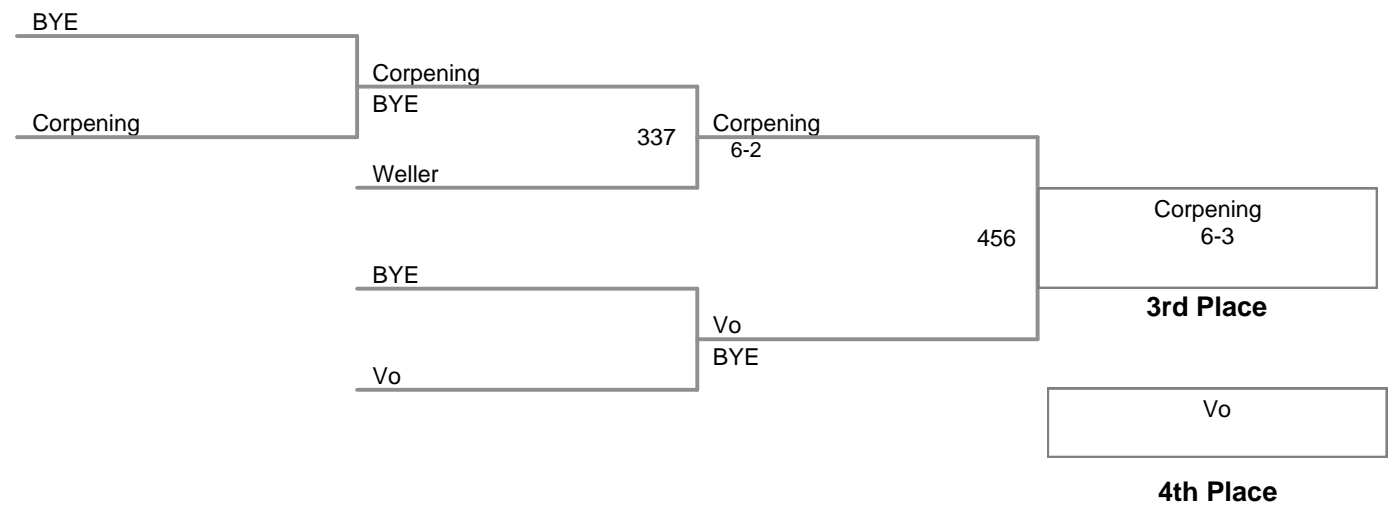 BYE
Corpening
Corpening
BYE
337
Weller
Corpening
6-2
BYE
Vo
Vo
BYE
456
Corpening
6-3
3rd Place
Vo
4th Place